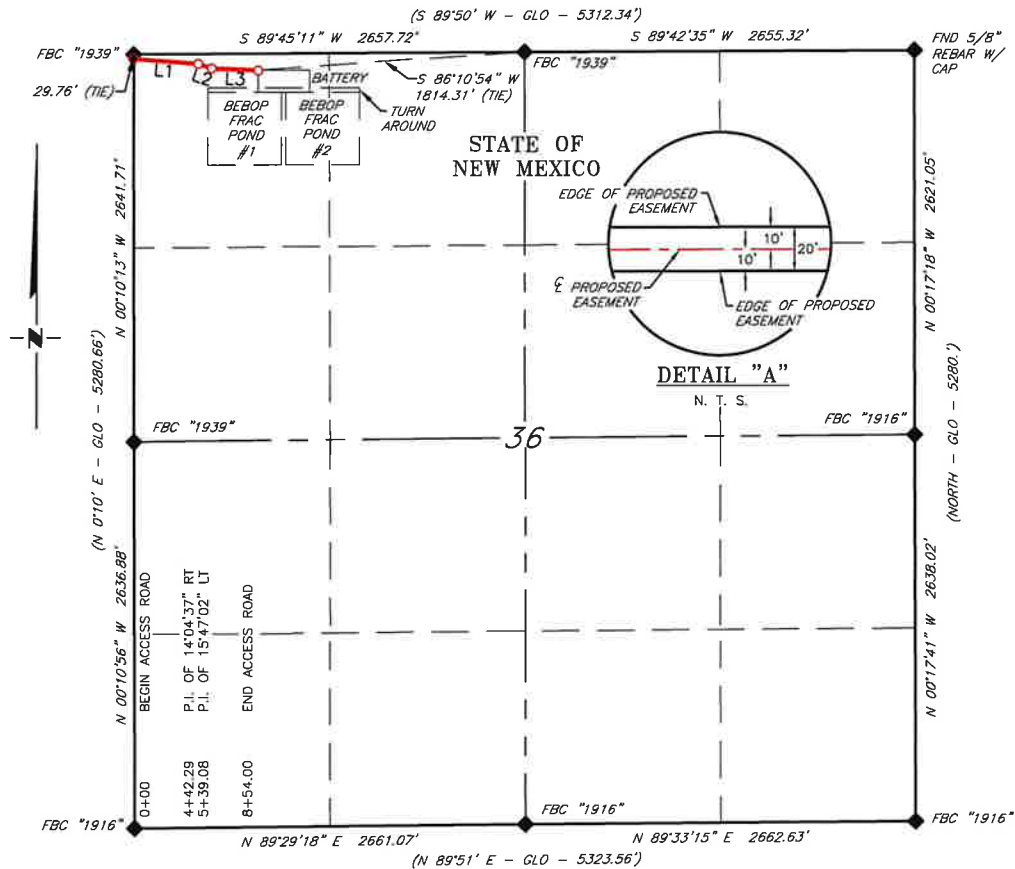 (S 89°50' W - GLO - 5312.34')
S 89°45'11" W 2657.72'
S 89°42'35" W 2655.32'
FBC "1939"
FBC "1939"
FND 5/8"
REBAR W/
CAP
29.76' (TIE)
L1
L2
L3
BATTERY
S 86°10'54" W
1814.31' (TIE)
BEBOP
FRAC
POND
#1
BEBOP
FRAC
POND
#2
TURN
AROUND
STATE OF
NEW MEXICO
EDGE OF PROPOSED
EASEMENT
10'
10'
20'
℄ PROPOSED
EASEMENT
EDGE OF PROPOSED
EASEMENT
DETAIL "A"
N. T. S.
N 00°10'13" W 2641.71'
N 00°17'18" W 2621.05'
N
FBC "1939"
36
FBC "1916"
(N 0°10' E - GLO - 5280.66')
(NORTH - GLO - 5280.')
N 00°10'56" W 2636.88'
N 00°17'41" W 2638.02'
0+00 BEGIN ACCESS ROAD
4+42.29 P.I. OF 14°04'37" RT
5+39.08 P.I. OF 15°47'02" LT
8+54.00 END ACCESS ROAD
FBC "1916"
FBC "1916"
FBC "1916"
N 89°29'18" E 2661.07'
N 89°33'15" E 2662.63'
(N 89°51' E - GLO - 5323.56')